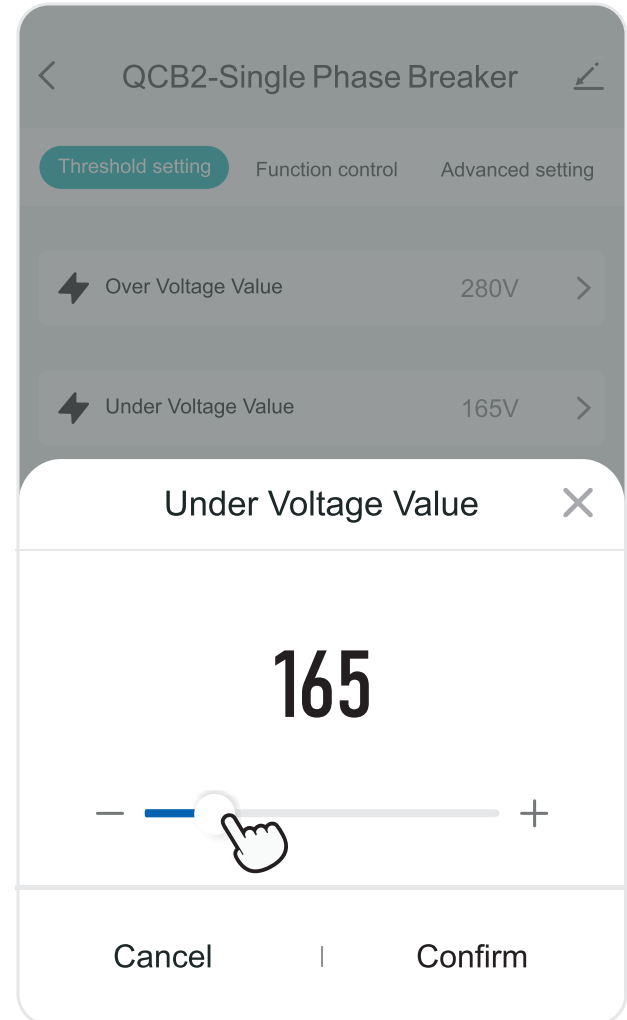 QCB2-Single Phase Breaker
Threshold setting Function control Advanced setting
Over Voltage Value 280V
Under Voltage Value 165V
Under Voltage Value
165
Cancel Confirm